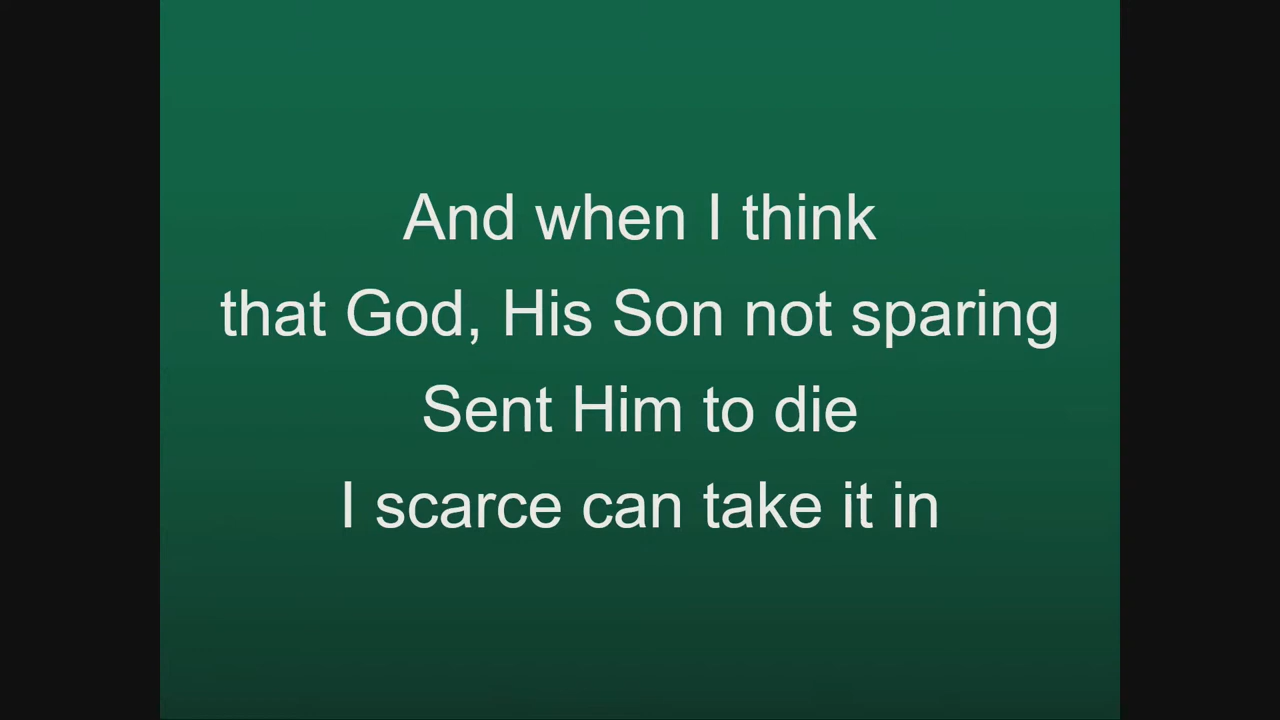 And when I think
that God, His Son not sparing
Sent Him to die
I scarce can take it in